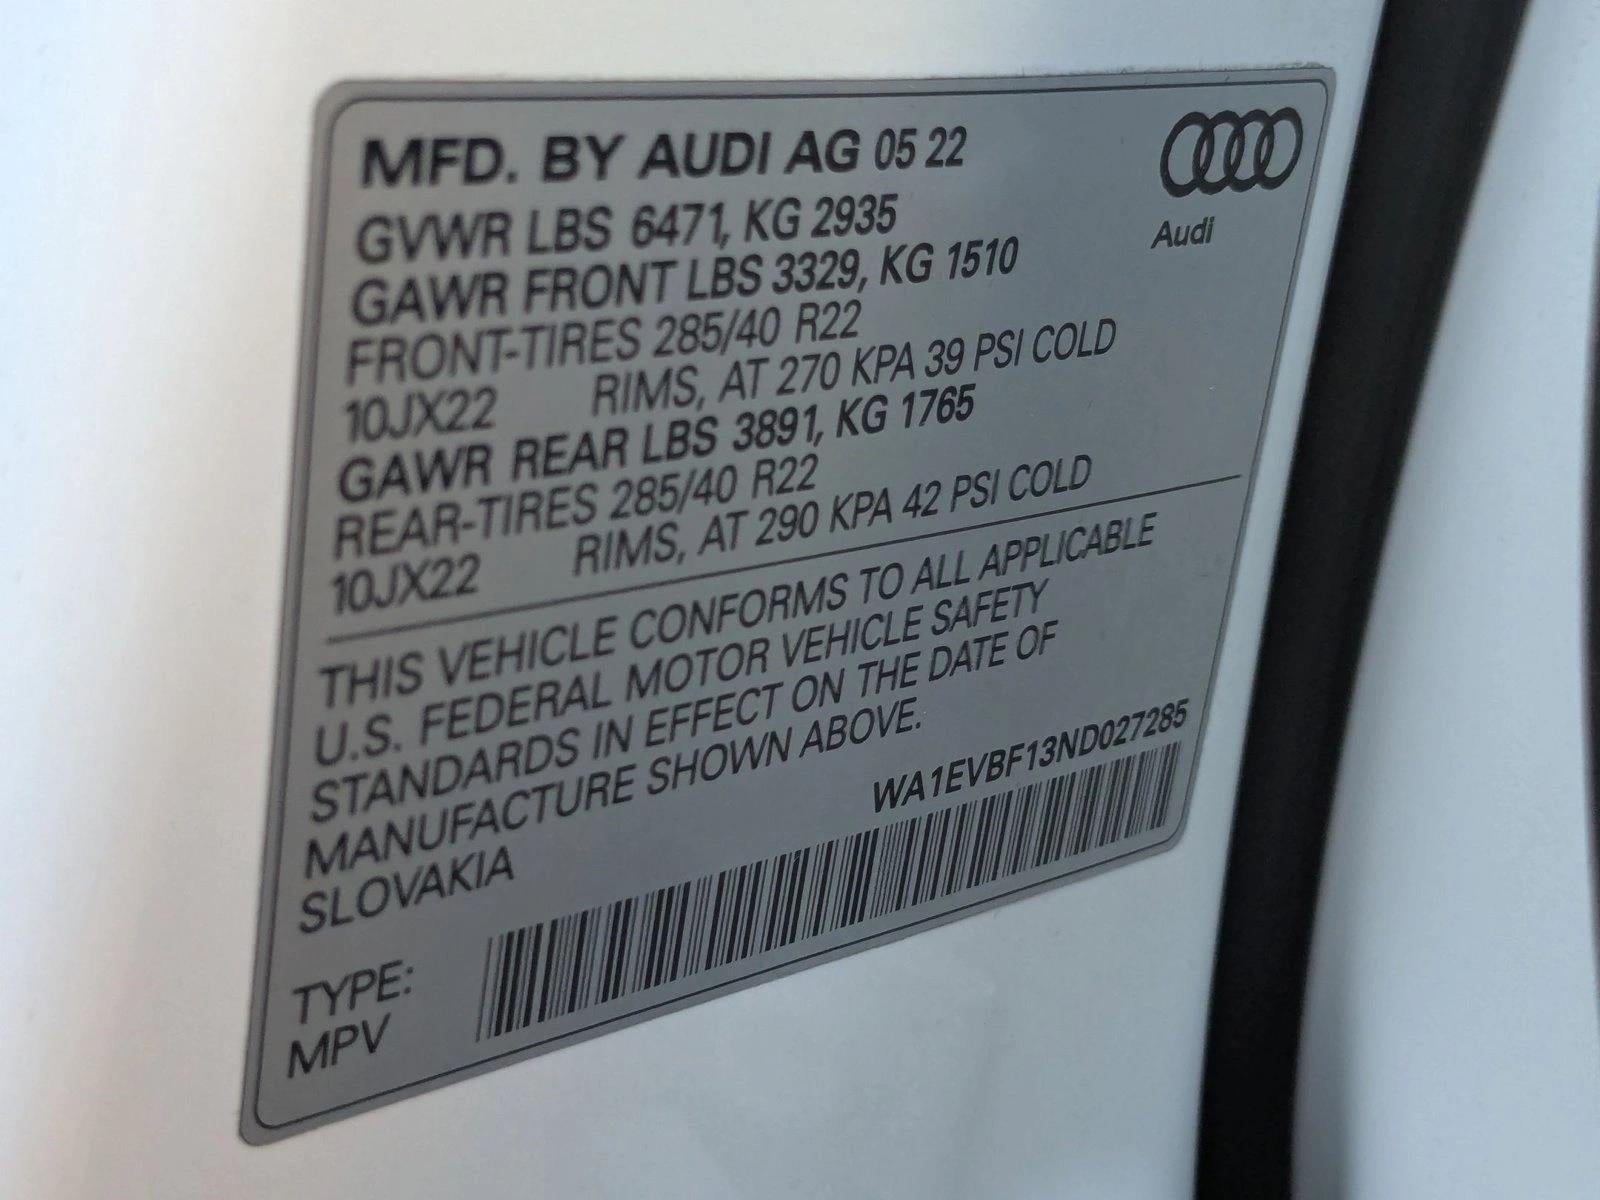 MFD. BY AUDI AG 05 22
GVWR LBS 6471, KG 2935
GAWR FRONT LBS 3329, KG 1510
FRONT-TIRES 285/40 R22
10JX22 RIMS, AT 270 KPA 39 PSI COLD
GAWR REAR LBS 3891, KG 1765
REAR-TIRES 285/40 R22
10JX22 RIMS, AT 290 KPA 42 PSI COLD
Audi
THIS VEHICLE CONFORMS TO ALL APPLICABLE
U.S. FEDERAL MOTOR VEHICLE SAFETY
STANDARDS IN EFFECT ON THE DATE OF
MANUFACTURE SHOWN ABOVE.
SLOVAKIA
WA1EVBF13ND027285
TYPE:
MPV